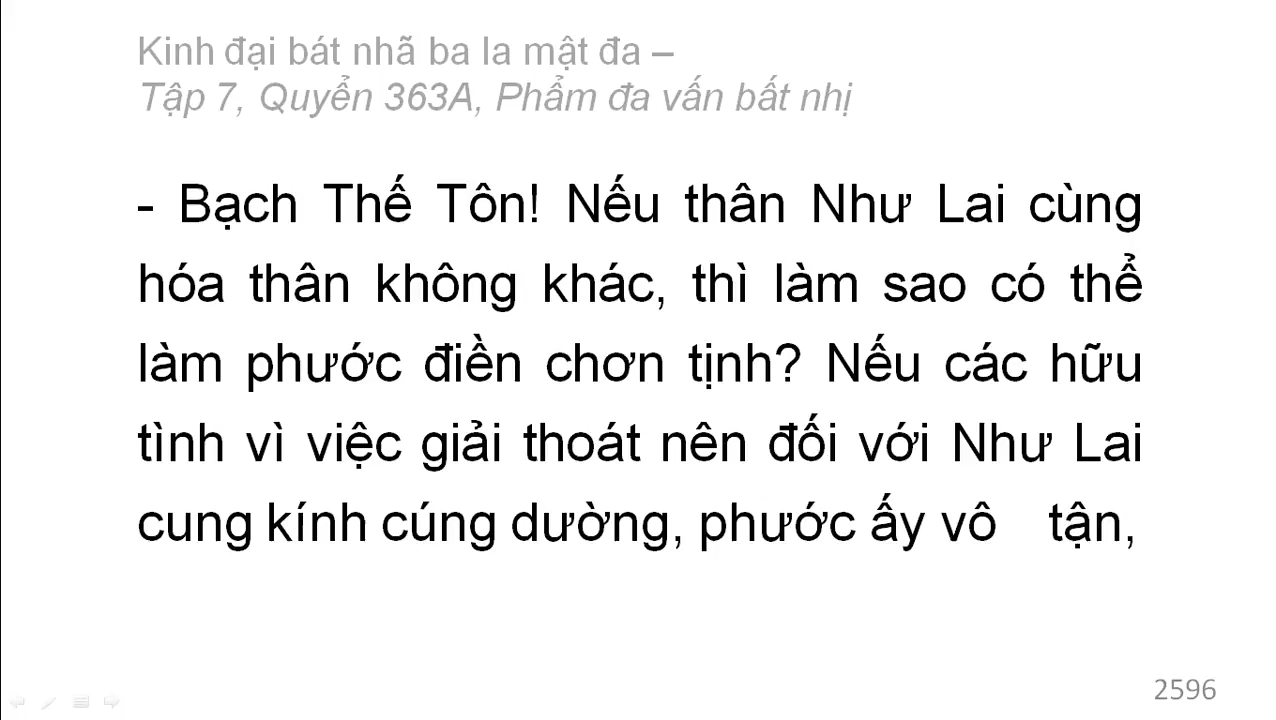 Kinh đại bát nhã ba la mật đa –
Tập 7, Quyển 363A, Phẩm đa vấn bất nhị
- Bạch Thế Tôn! Nếu thân Như Lai cùng
hóa thân không khác, thì làm sao có thể
làm phước điền chơn tịnh? Nếu các hữu
tình vì việc giải thoát nên đối với Như Lai
cung kính cúng dường, phước ấy vô tận,
2596